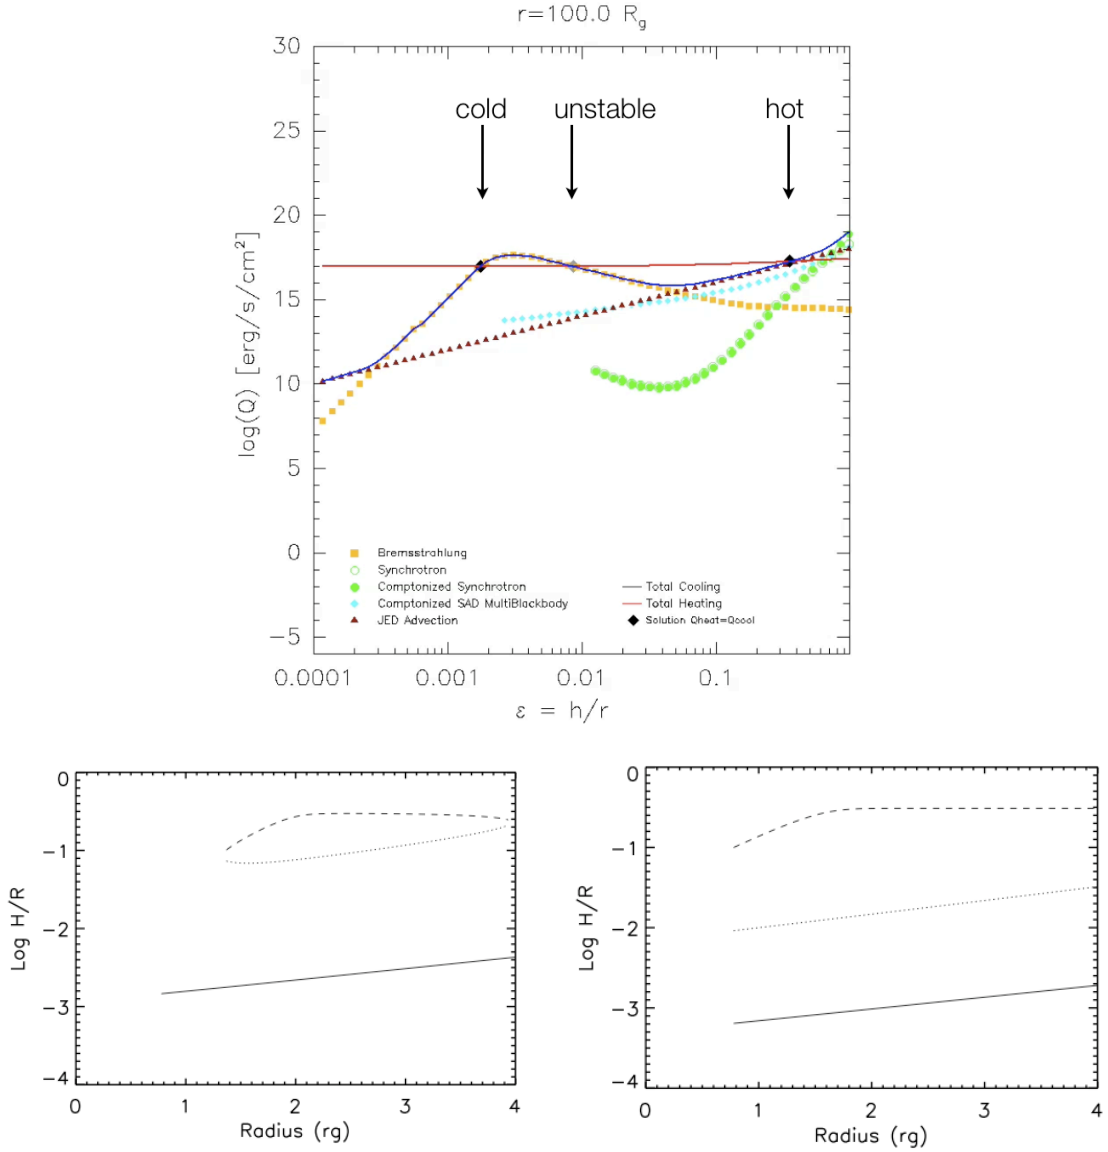 r=100.0 Rg
cold unstable hot
30
25
20
15
10
5
0
−5
log(Q) [erg/s/cm²]
Bremsstrahlung
Synchrotron
Comptonized Synchrotron
Comptonized SAD MultiBlackbody
JED Advection
Total Cooling
Total Heating
Solution Qheat=Qcool
0.0001 0.001 0.01 0.1
ε = h/r
0
−1
−2
−3
−4
Log H/R
0 1 2 3 4
Radius (rg)
0
−1
−2
−3
−4
Log H/R
0 1 2 3 4
Radius (rg)